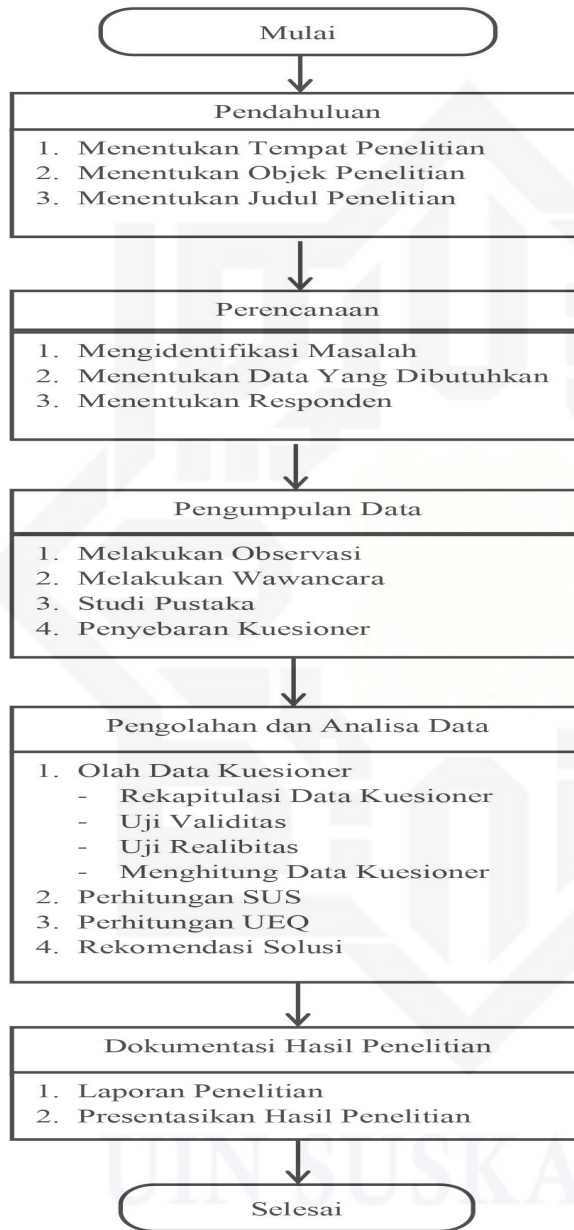 Mulai
Pendahuluan
1. Menentukan Tempat Penelitian
2. Menentukan Objek Penelitian
3. Menentukan Judul Penelitian
Perencanaan
1. Mengidentifikasi Masalah
2. Menentukan Data Yang Dibutuhkan
3. Menentukan Responden
Pengumpulan Data
1. Melakukan Observasi
2. Melakukan Wawancara
3. Studi Pustaka
4. Penyebaran Kuesioner
Pengolahan dan Analisa Data
1. Olah Data Kuesioner
- Rekapitulasi Data Kuesioner
- Uji Validitas
- Uji Realibitas
- Menghitung Data Kuesioner
2. Perhitungan SUS
3. Perhitungan UEQ
4. Rekomendasi Solusi
Dokumentasi Hasil Penelitian
1. Laporan Penelitian
2. Presentasikan Hasil Penelitian
UIN SUSKA
Selesai